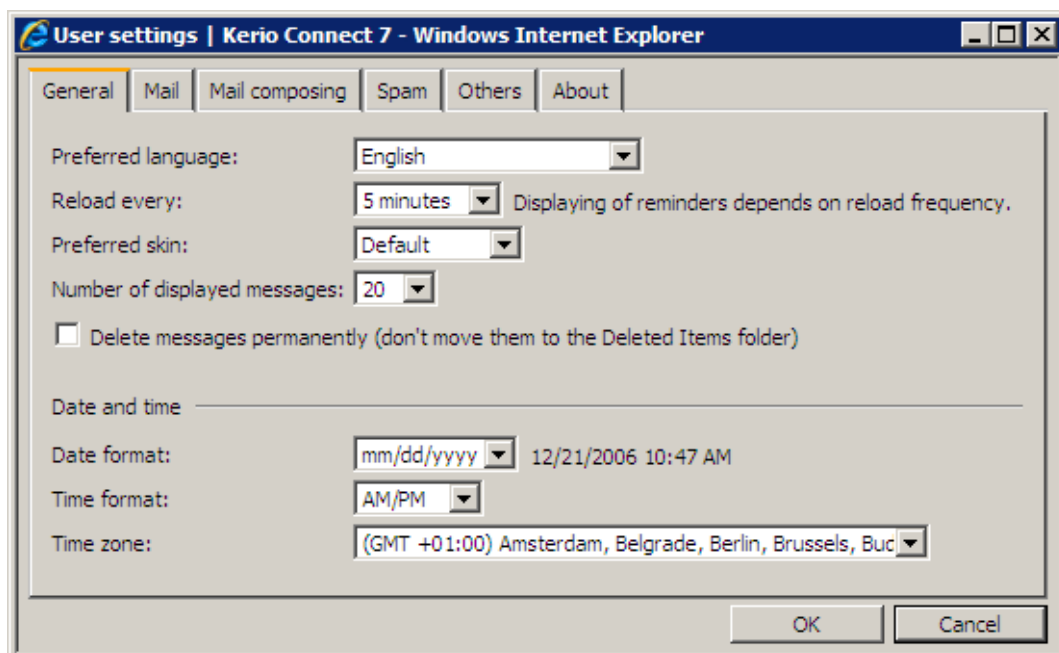 User settings | Kerio Connect 7 - Windows Internet Explorer
General Mail Mail composing Spam Others About
Preferred language: English
Reload every: 5 minutes Displaying of reminders depends on reload frequency.
Preferred skin: Default
Number of displayed messages: 20
Delete messages permanently (don't move them to the Deleted Items folder)
Date and time
Date format: mm/dd/yyyy 12/21/2006 10:47 AM
Time format: AM/PM
Time zone: (GMT +01:00) Amsterdam, Belgrade, Berlin, Brussels, Buc
OK Cancel